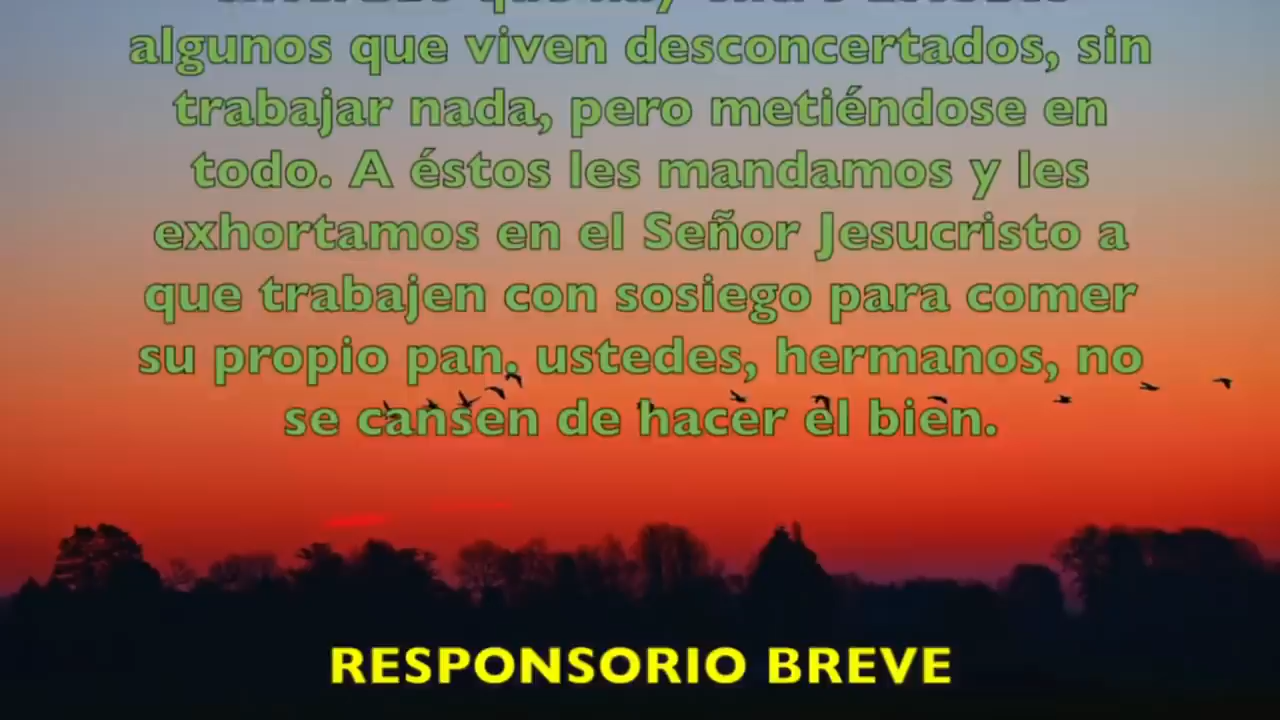 algunos que viven desconcertados, sin
trabajar nada, pero metiéndose en
todo. A éstos les mandamos y les
exhortamos en el Señor Jesucristo a
que trabajen con sosiego para comer
su propio pan. ustedes, hermanos, no
se cansen de hacer el bien.
RESPONSORIO BREVE